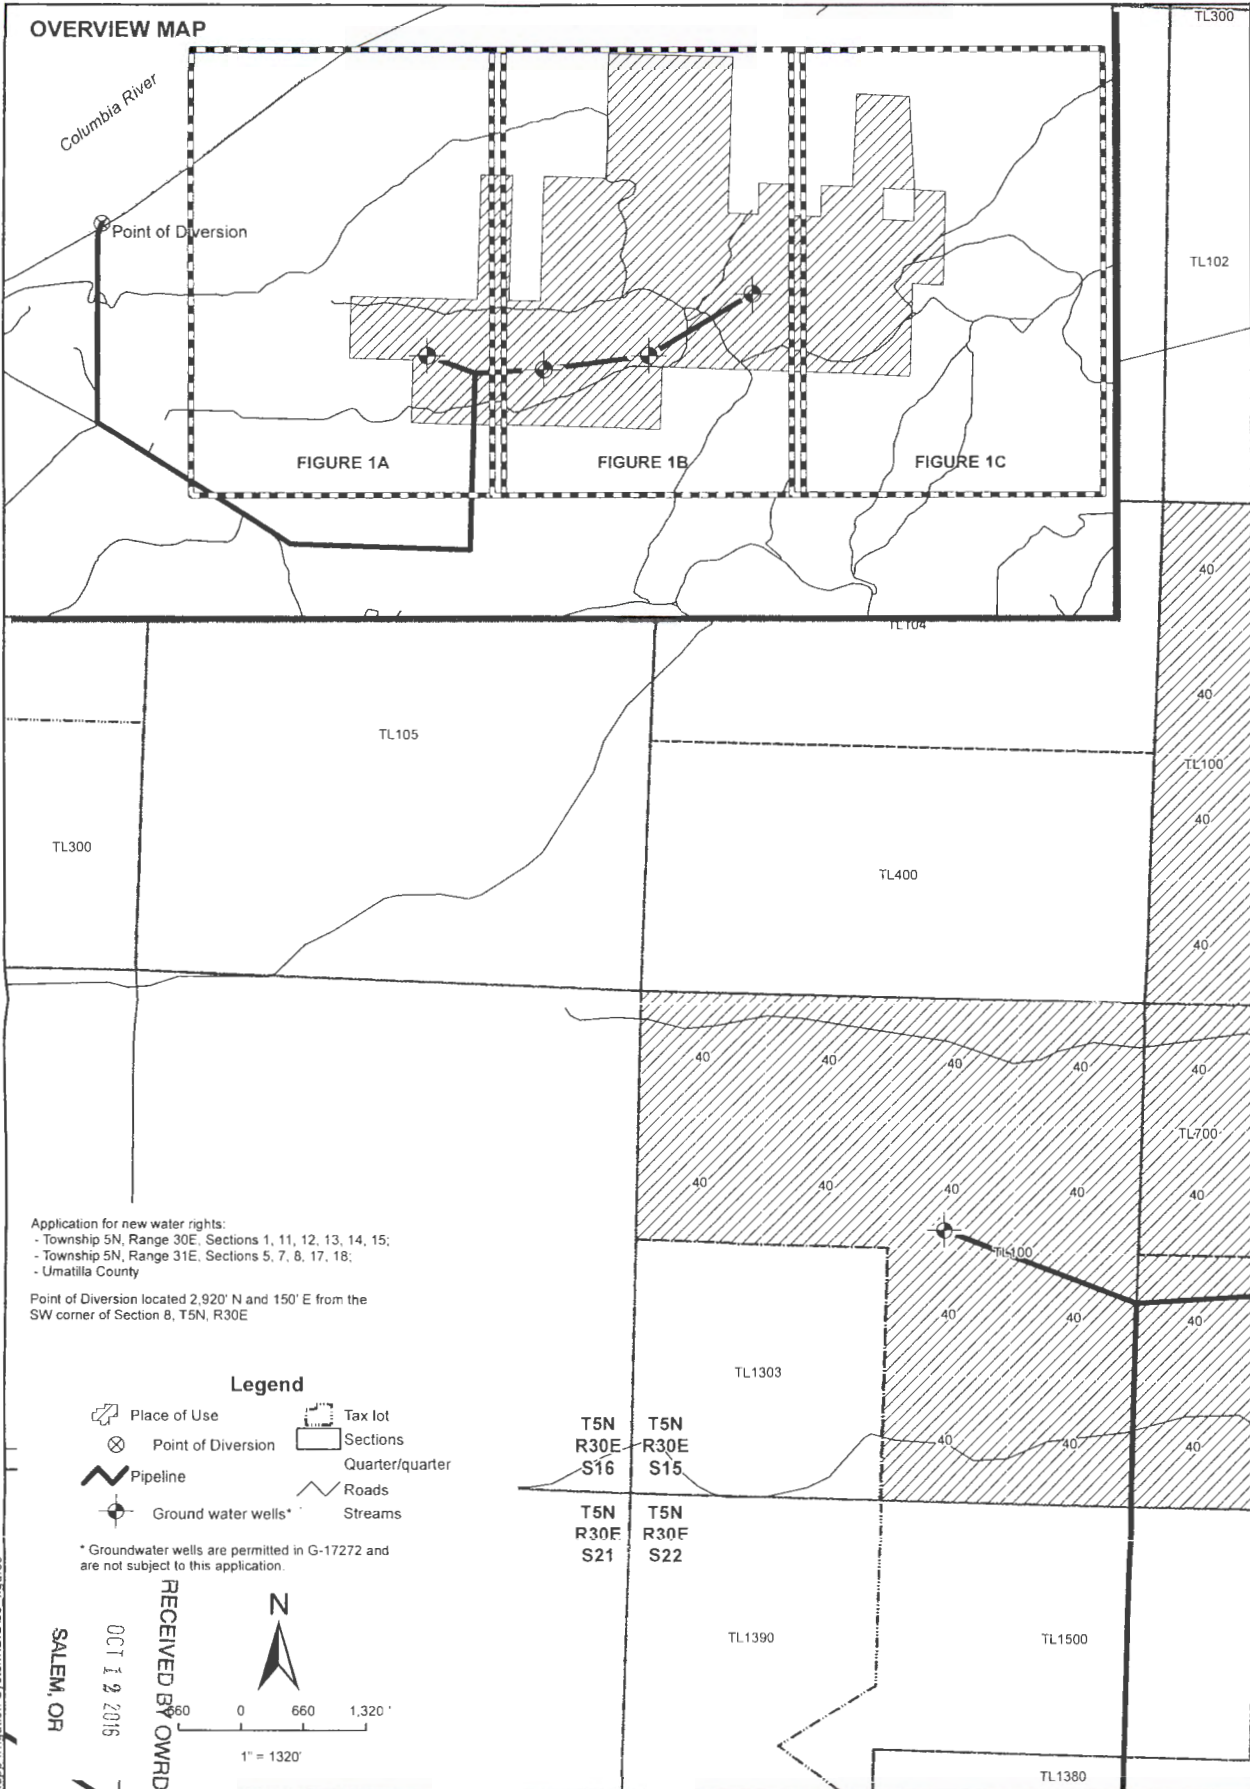 OVERVIEW MAP
TL300
Columbia River
Point of Diversion
TL102
FIGURE 1A
FIGURE 1B
FIGURE 1C
40
TL104
40
TL105
TL100
40
TL300
TL400
40
40
40
40
40
40
TL700
40
40
40
40
40
Application for new water rights:
- Township 5N, Range 30E, Sections 1, 11, 12, 13, 14, 15;
- Township 5N, Range 31E, Sections 5, 7, 8, 17, 18;
- Umatilla County
TL100
Point of Diversion located 2,920' N and 150' E from the
SW corner of Section 8, T5N, R30E
40
40
40
TL1303
Legend
Place of Use
Tax lot
Point of Diversion
Sections
Pipeline
Quarter/quarter
Roads
Ground water wells*
Streams
T5N
R30E
S16
T5N
R30E
S15
40
40
40
T5N
R30E
S21
T5N
R30E
S22
* Groundwater wells are permitted in G-17272 and
are not subject to this application.
RECEIVED BY OWRD
OCT 12 2016
SALEM, OR
N
TL1390
TL1500
660
0
660
1,320 '
1" = 1320'
TL1380